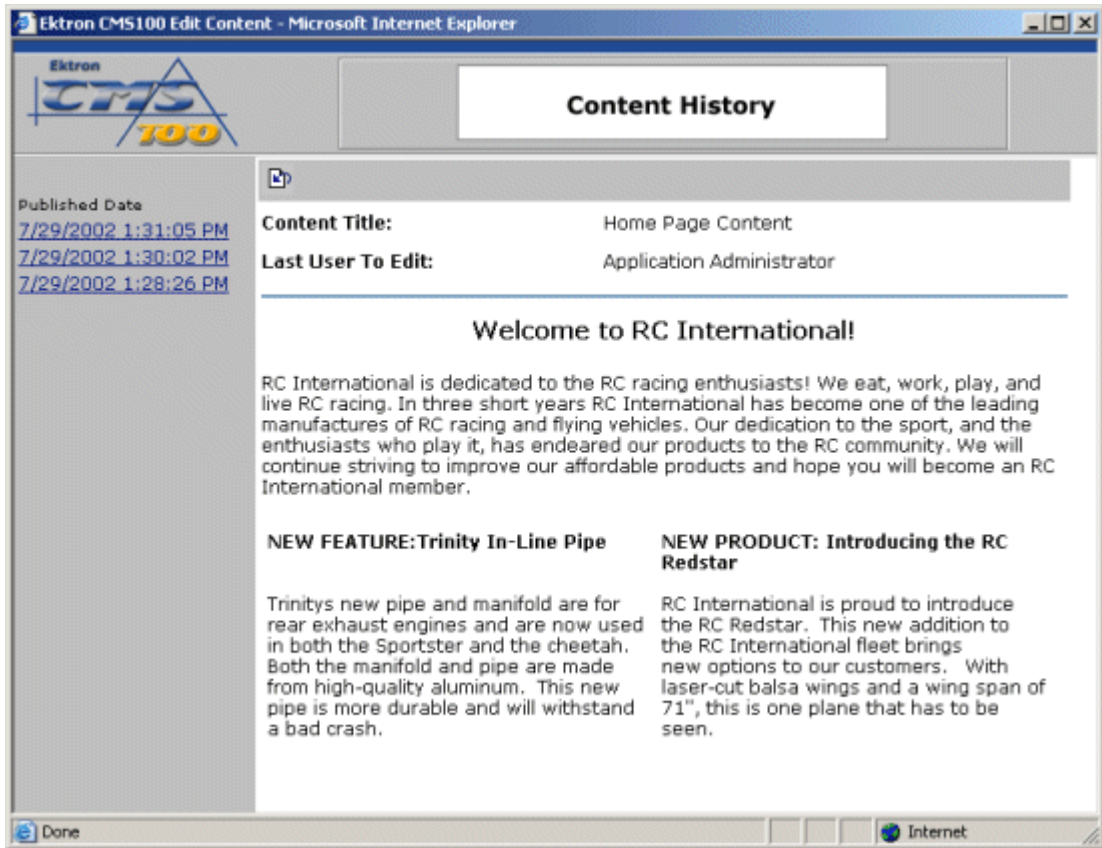 Ektron CMS100 Edit Content - Microsoft Internet Explorer
Ektron
CMS
100
Content History
Published Date
7/29/2002 1:31:05 PM
7/29/2002 1:30:02 PM
7/29/2002 1:28:26 PM
Content Title: Home Page Content
Last User To Edit: Application Administrator
Welcome to RC International!
RC International is dedicated to the RC racing enthusiasts! We eat, work, play, and
live RC racing. In three short years RC International has become one of the leading
manufactures of RC racing and flying vehicles. Our dedication to the sport, and the
enthusiasts who play it, has endeared our products to the RC community. We will
continue striving to improve our affordable products and hope you will become an RC
International member.
NEW FEATURE:Trinity In-Line Pipe
Trinitys new pipe and manifold are for
rear exhaust engines and are now used
in both the Sportster and the cheetah.
Both the manifold and pipe are made
from high-quality aluminum.  This new
pipe is more durable and will withstand
a bad crash.
NEW PRODUCT: Introducing the RC
Redstar
RC International is proud to introduce
the RC Redstar.  This new addition to
the RC International fleet brings
new options to our customers.   With
laser-cut balsa wings and a wing span of
71", this is one plane that has to be
seen.
Done
Internet